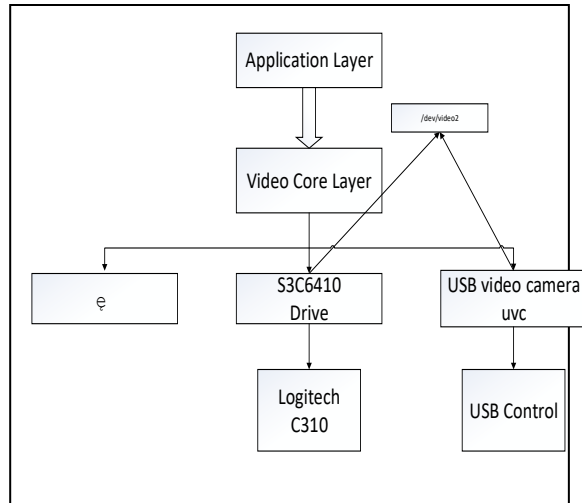 Application Layer
/dev/video2
Video Core Layer
ę
S3C6410
Drive
USB video camera
uvc
Logitech
C310
USB Control